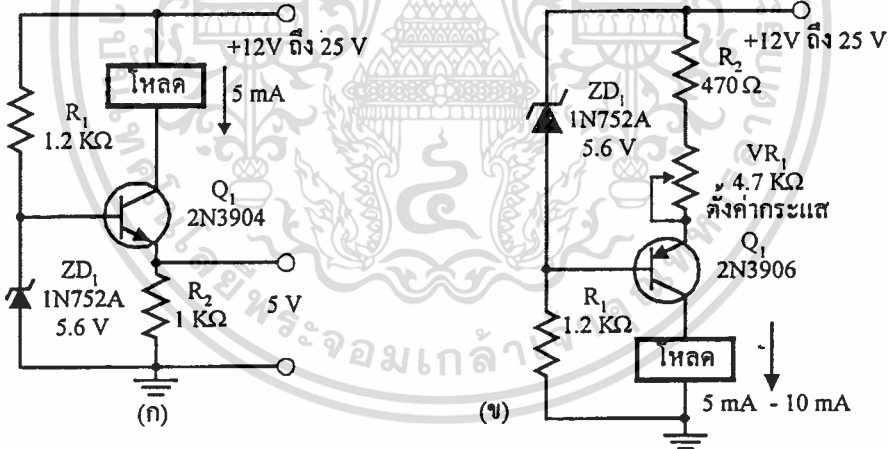 +12V ถึง 25 V
โหลด
5 mA
R1
1.2 KΩ
Q1
2N3904
ZD1
1N752A
5.6 V
R2
1 KΩ
5 V
(ก)
+12V ถึง 25 V
R2
470 Ω
ZD1
1N752A
5.6 V
VR1
4.7 KΩ
ตั้งค่ากระแส
Q1
2N3906
R1
1.2 KΩ
โหลด
5 mA - 10 mA
(ข)